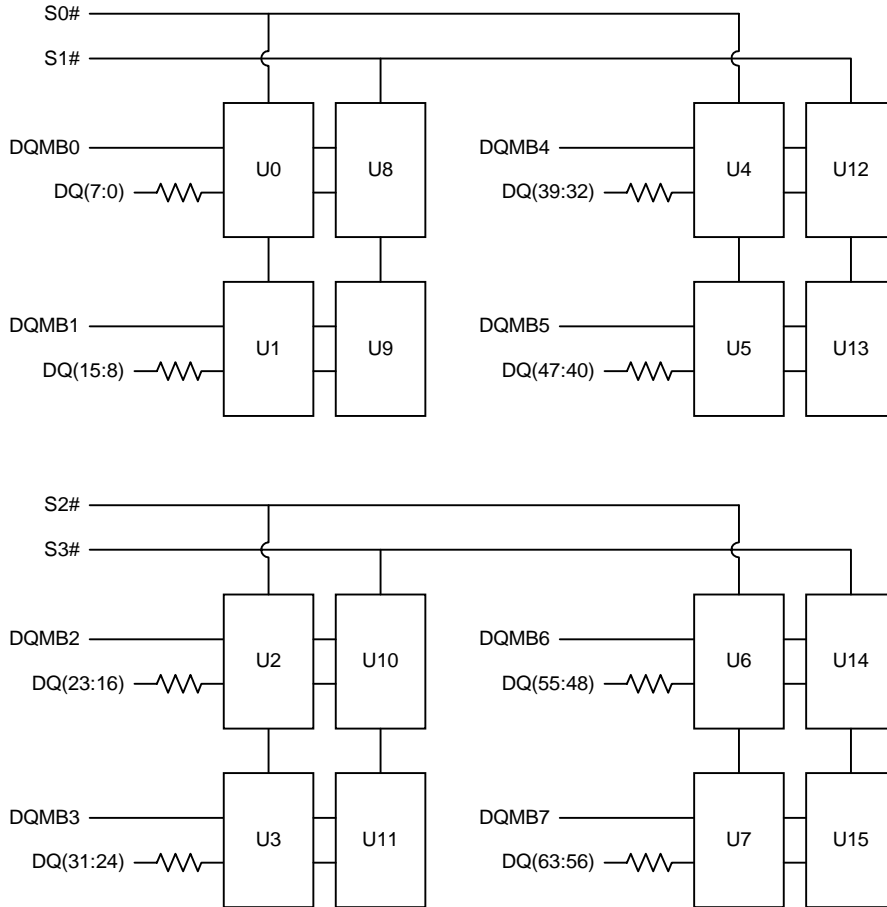 S0#
S1#
DQMB0
DQ(7:0)
U0
U8
DQMB4
DQ(39:32)
U4
U12
DQMB1
DQ(15:8)
U1
U9
DQMB5
DQ(47:40)
U5
U13
S2#
S3#
DQMB2
DQ(23:16)
U2
U10
DQMB6
DQ(55:48)
U6
U14
DQMB3
DQ(31:24)
U3
U11
DQMB7
DQ(63:56)
U7
U15